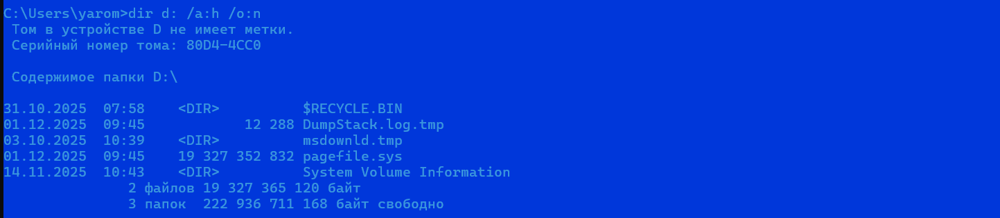 C:\Users\yarom>dir d: /a:h /o:n
 Том в устройстве D не имеет метки.
 Серийный номер тома: 80D4-4CC0

 Содержимое папки D:\

31.10.2025  07:58    <DIR>          $RECYCLE.BIN
01.12.2025  09:45            12 288 DumpStack.log.tmp
03.10.2025  10:39    <DIR>          msdownld.tmp
01.12.2025  09:45    19 327 352 832 pagefile.sys
14.11.2025  10:43    <DIR>          System Volume Information
               2 файлов 19 327 365 120 байт
               3 папок  222 936 711 168 байт свободно